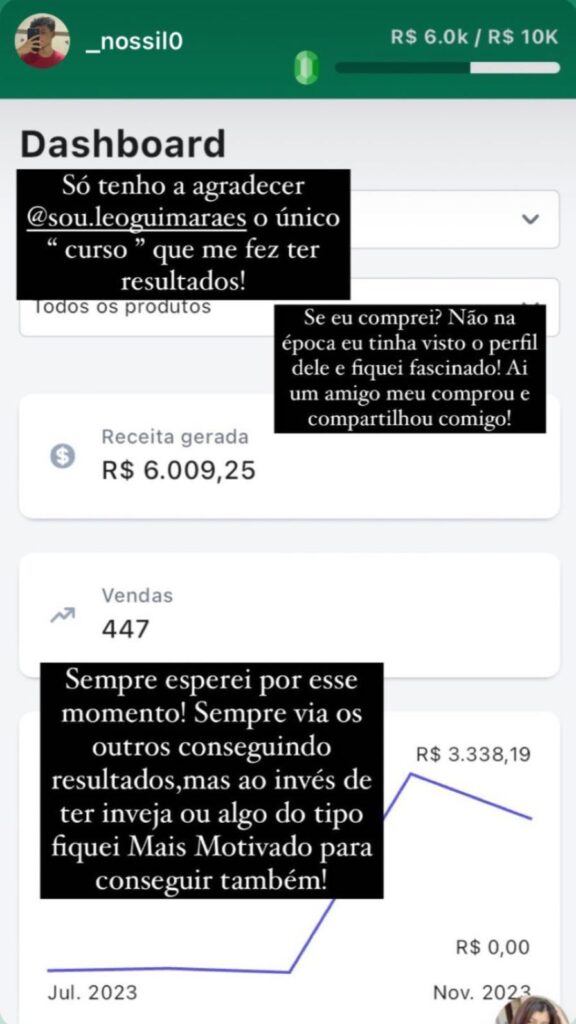 _nossil0
R$ 6.0k / R$ 10K
Dashboard
Só tenho a agradecer
@sou.leoguimaraes o único
“ curso ” que me fez ter
resultados!
Todos os produtos
Se eu comprei? Não na
época eu tinha visto o perfil
dele e fiquei fascinado! Ai
um amigo meu comprou e
compartilhou comigo!
Receita gerada
R$ 6.009,25
Vendas
447
Sempre esperei por esse
momento! Sempre via os
outros conseguindo
resultados,mas ao invés de
ter inveja ou algo do tipo
fiquei Mais Motivado para
conseguir também!
R$ 3.338,19
R$ 0,00
Jul. 2023
Nov. 2023